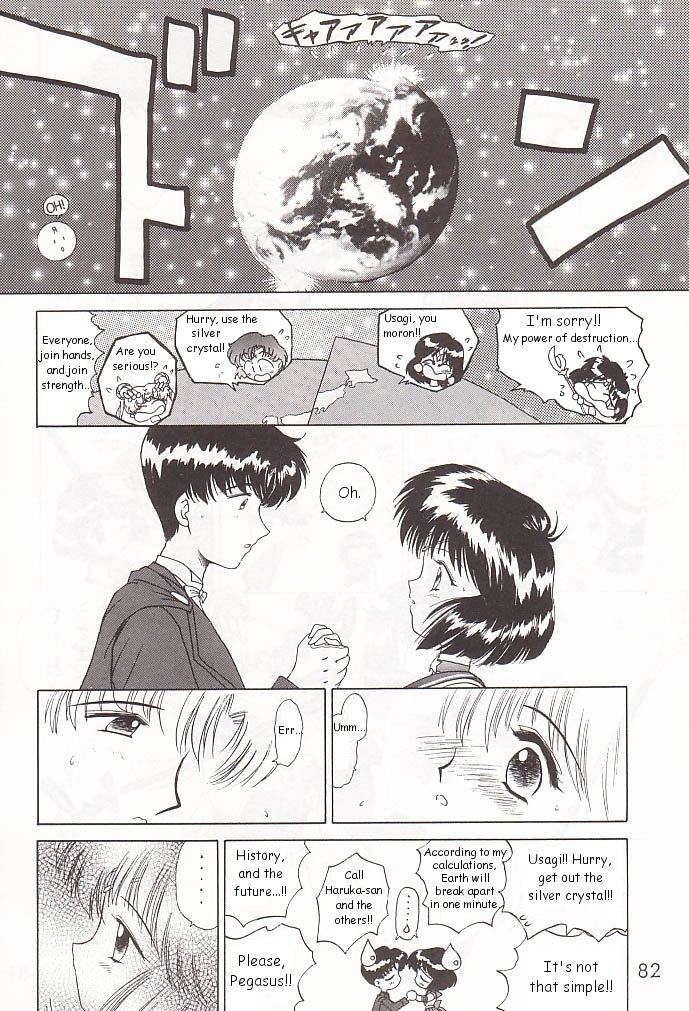 キャアアアアアアッッ!
ゴ
OH!
I'm sorry!!
My power of destruction...
Usagi, you
moron!!
Hurry, use the
silver
crystal!!
Are you
serious!?
Everyone,
join hands,
and join
strength...
Oh.
Umm...
Err...
Usagi!! Hurry,
get out the
silver crystal!!
According to my
calculations,
Earth will
break apart
in one minute
Call
Haruka-san
and the
others!!
History,
and the
future...!!
....
......
It's not
that simple!!
Please,
Pegasus!!
82